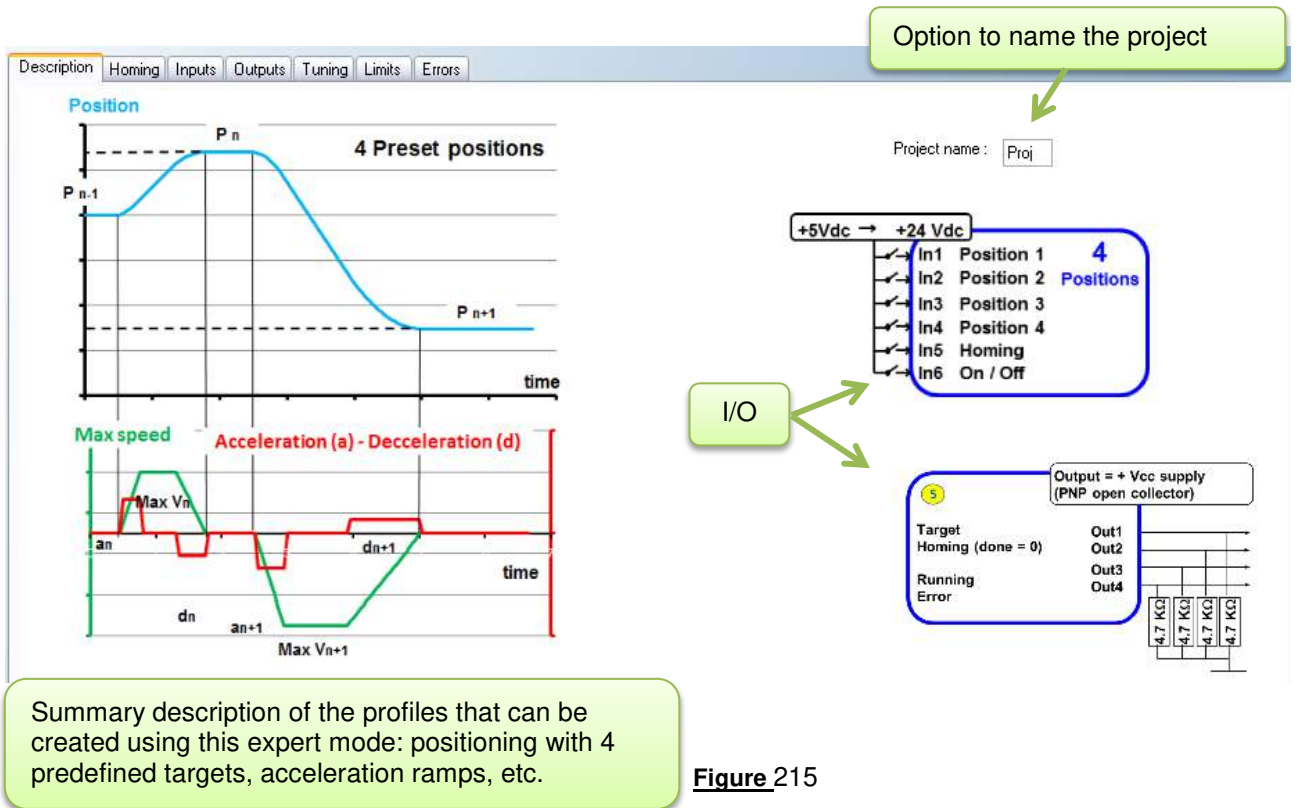 Option to name the project
Description Homing Inputs Outputs Tuning Limits Errors
Position
P n
4 Preset positions
P n-1
P n+1
time
Max speed
Acceleration (a) - Decceleration (d)
Max Vn
an
dn+1
time
dn
an+1
Max Vn+1
Project name : Proj
+5Vdc → +24 Vdc
In1 Position 1
In2 Position 2
In3 Position 3
In4 Position 4
In5 Homing
In6 On / Off
4
Positions
I/O
Output = + Vcc supply
(PNP open collector)
5
Target Out1
Homing (done = 0) Out2
Out3
Running
Error Out4
4.7 KΩ
4.7 KΩ
4.7 KΩ
4.7 KΩ
Summary description of the profiles that can be
created using this expert mode: positioning with 4
predefined targets, acceleration ramps, etc.
Figure 215